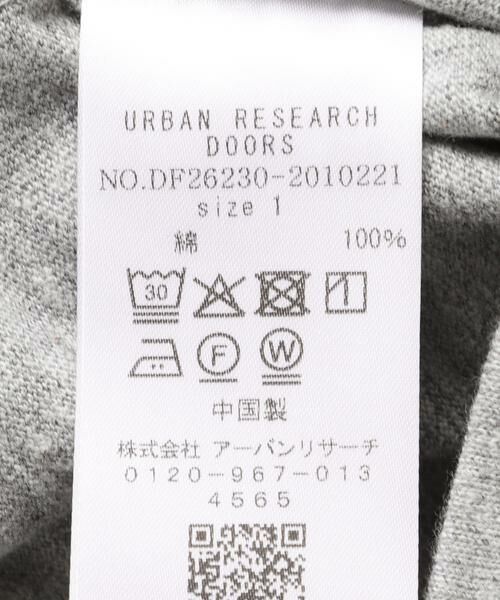 URBAN RESEARCH
DOORS
NO.DF26230-2010221
size 1
綿 100%
30
F W
中国製
株式会社 アーバンリサーチ
0120-967-013
4565